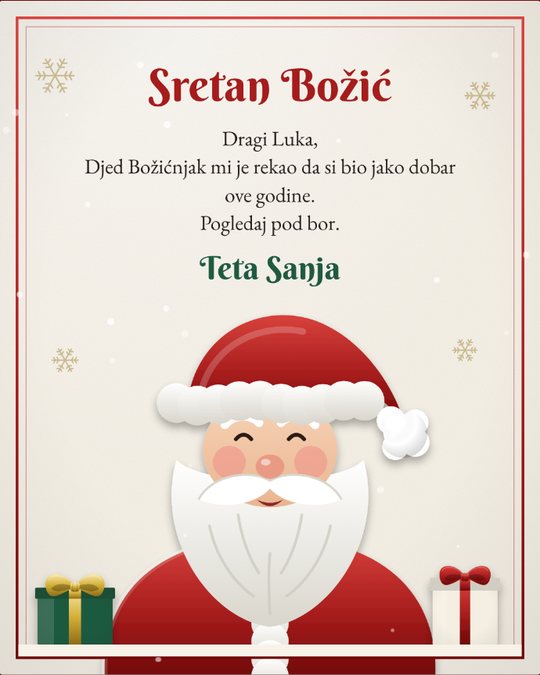 Sretan Božić
Dragi Luka,
Djed Božićnjak mi je rekao da si bio jako dobar
ove godine.
Pogledaj pod bor.
Teta Sanja